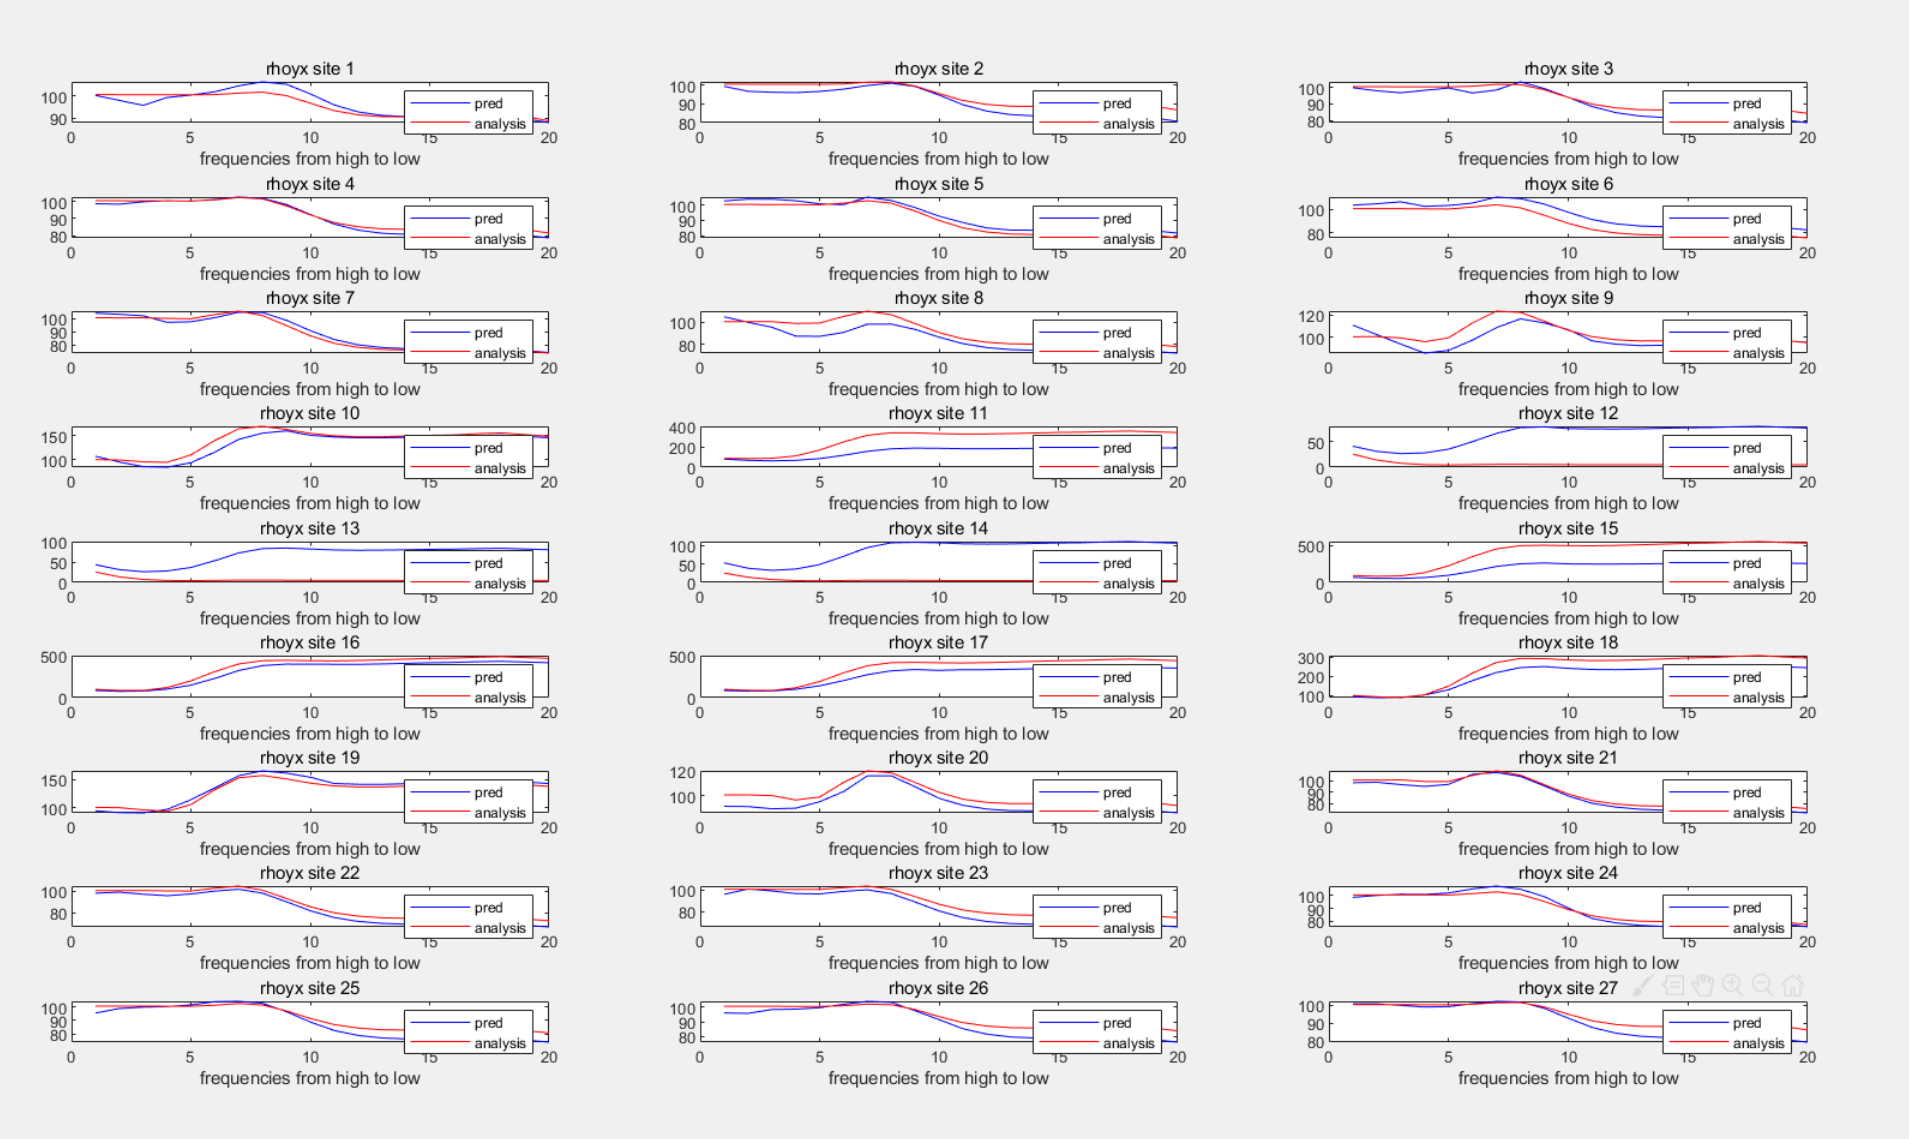 rhoyx site 1 rhoyx site 2 rhoyx site 3
100 90 pred analysis 100 90 80 pred analysis 100 90 80 pred analysis
0 5 10 15 20 0 5 10 15 20 0 5 10 15 20
frequencies from high to low frequencies from high to low frequencies from high to low
rhoyx site 4 rhoyx site 5 rhoyx site 6
100 90 80 pred analysis 100 90 80 pred analysis 100 80 pred analysis
0 5 10 15 20 0 5 10 15 20 0 5 10 15 20
frequencies from high to low frequencies from high to low frequencies from high to low
rhoyx site 7 rhoyx site 8 rhoyx site 9
100 90 80 pred analysis 100 80 pred analysis 120 100 pred analysis
0 5 10 15 20 0 5 10 15 20 0 5 10 15 20
frequencies from high to low frequencies from high to low frequencies from high to low
rhoyx site 10 rhoyx site 11 rhoyx site 12
150 100 pred analysis 400 200 0 pred analysis 50 0 pred analysis
0 5 10 15 20 0 5 10 15 20 0 5 10 15 20
frequencies from high to low frequencies from high to low frequencies from high to low
rhoyx site 13 rhoyx site 14 rhoyx site 15
100 50 0 pred analysis 100 50 0 pred analysis 500 0 pred analysis
0 5 10 15 20 0 5 10 15 20 0 5 10 15 20
frequencies from high to low frequencies from high to low frequencies from high to low
rhoyx site 16 rhoyx site 17 rhoyx site 18
500 0 pred analysis 500 0 pred analysis 300 200 100 pred analysis
0 5 10 15 20 0 5 10 15 20 0 5 10 15 20
frequencies from high to low frequencies from high to low frequencies from high to low
rhoyx site 19 rhoyx site 20 rhoyx site 21
150 100 pred analysis 120 100 pred analysis 100 90 80 pred analysis
0 5 10 15 20 0 5 10 15 20 0 5 10 15 20
frequencies from high to low frequencies from high to low frequencies from high to low
rhoyx site 22 rhoyx site 23 rhoyx site 24
100 80 pred analysis 100 80 pred analysis 100 90 80 pred analysis
0 5 10 15 20 0 5 10 15 20 0 5 10 15 20
frequencies from high to low frequencies from high to low frequencies from high to low
rhoyx site 25 rhoyx site 26 rhoyx site 27
100 90 80 pred analysis 100 90 80 pred analysis 100 90 80 pred analysis
0 5 10 15 20 0 5 10 15 20 0 5 10 15 20
frequencies from high to low frequencies from high to low frequencies from high to low